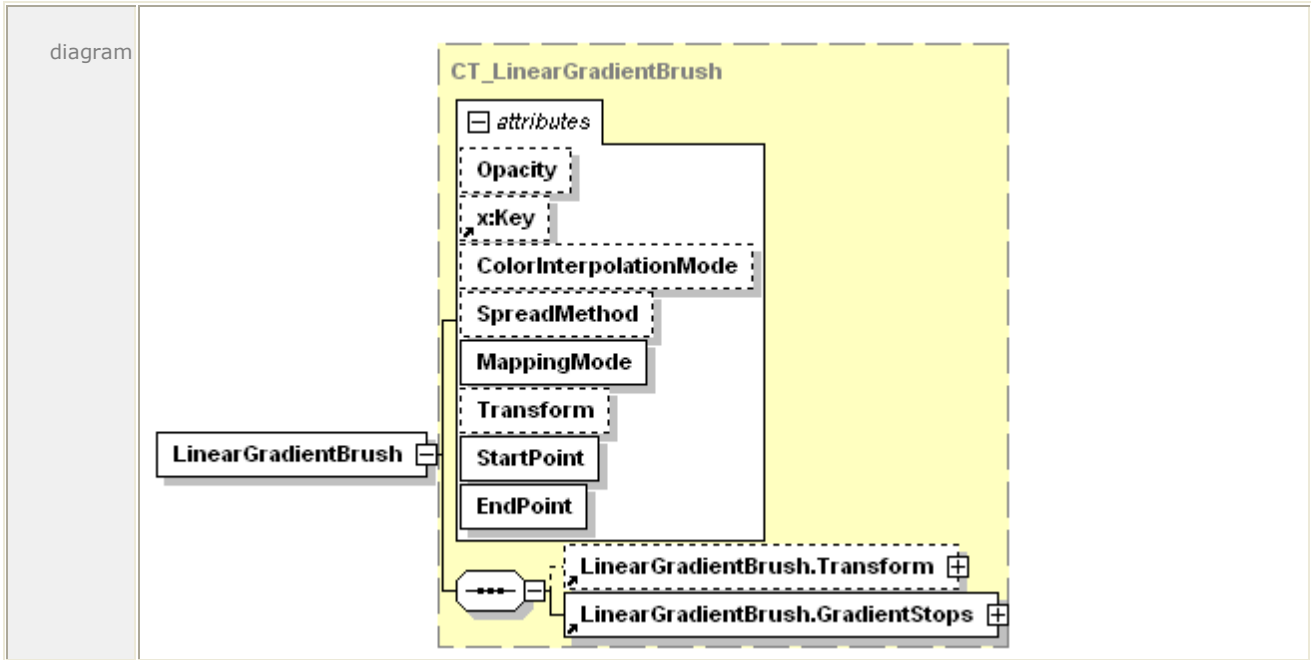 diagram
CT_LinearGradientBrush
attributes
Opacity
x:Key
ColorInterpolationMode
SpreadMethod
MappingMode
Transform
StartPoint
EndPoint
LinearGradientBrush
LinearGradientBrush.Transform
LinearGradientBrush.GradientStops